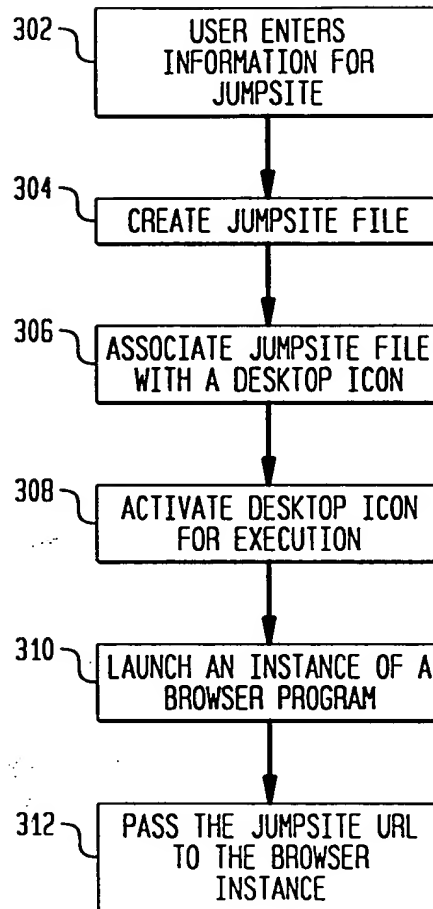 302
USER ENTERS
INFORMATION FOR
JUMPSITE
304
CREATE JUMPSITE FILE
306
ASSOCIATE JUMPSITE FILE
WITH A DESKTOP ICON
308
ACTIVATE DESKTOP ICON
FOR EXECUTION
310
LAUNCH AN INSTANCE OF A
BROWSER PROGRAM
312
PASS THE JUMPSITE URL
TO THE BROWSER
INSTANCE